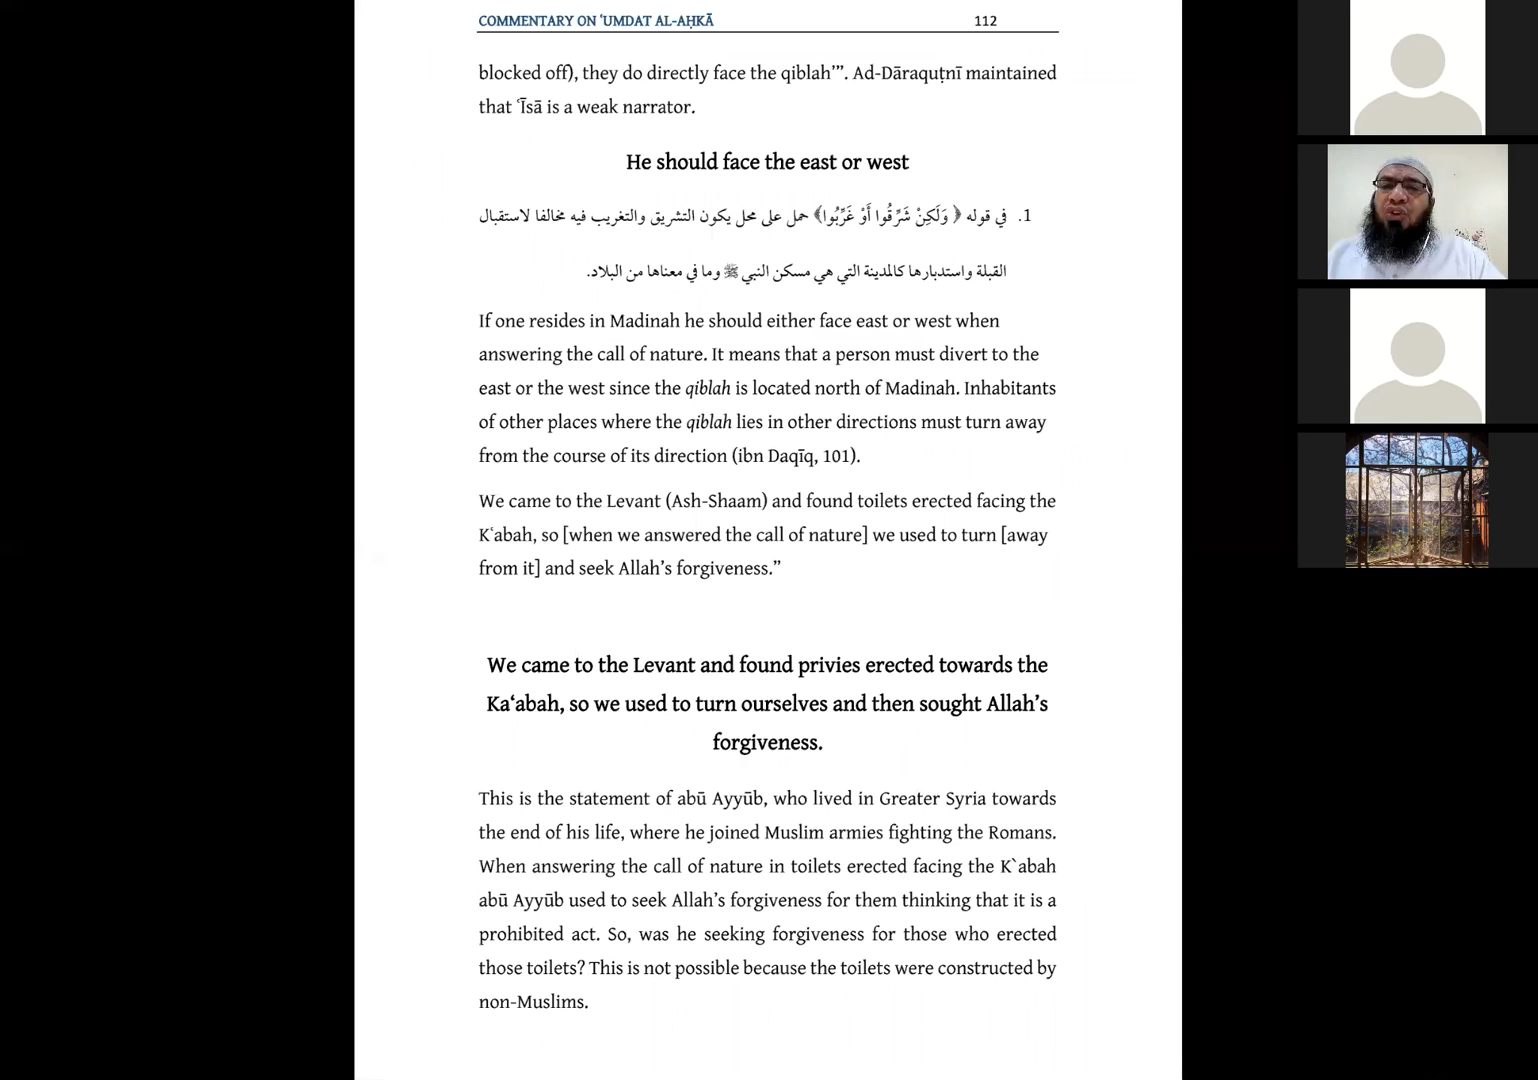 COMMENTARY ON ʿUMDAT AL-AḤKĀ 112
blocked off), they do directly face the qiblah’”. Ad-Dāraquṭnī maintained
that ʿĪsā is a weak narrator.
He should face the east or west
1. في قوله ﴿ وَلَكِنْ شَرِّقُوا أَوْ غَرِّبُوا﴾ حمل على محل يكون التشريق والتغريب فيه مخالفا لاستقبال
القبلة واستدبارها كالمدينة التي هي مسكن النبي ﷺ وما في معناها من البلاد.
If one resides in Madinah he should either face east or west when
answering the call of nature. It means that a person must divert to the
east or the west since the qiblah is located north of Madinah. Inhabitants
of other places where the qiblah lies in other directions must turn away
from the course of its direction (ibn Daqīq, 101).
We came to the Levant (Ash-Shaam) and found toilets erected facing the
Kʿabah, so [when we answered the call of nature] we used to turn [away
from it] and seek Allah’s forgiveness.”
We came to the Levant and found privies erected towards the
Ka‘abah, so we used to turn ourselves and then sought Allah’s
forgiveness.
This is the statement of abū Ayyūb, who lived in Greater Syria towards
the end of his life, where he joined Muslim armies fighting the Romans.
When answering the call of nature in toilets erected facing the K`abah
abū Ayyūb used to seek Allah’s forgiveness for them thinking that it is a
prohibited act. So, was he seeking forgiveness for those who erected
those toilets? This is not possible because the toilets were constructed by
non-Muslims.